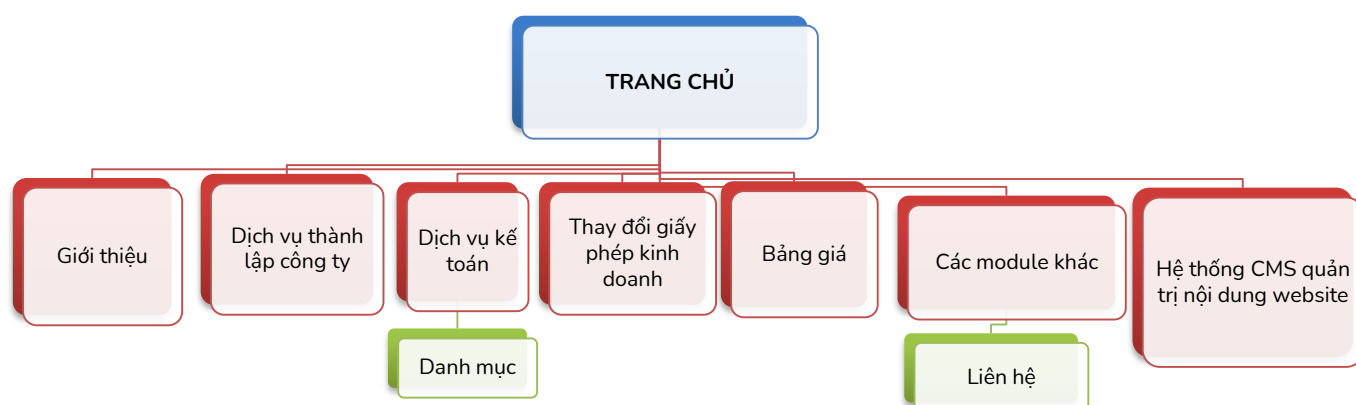 TRANG CHỦ
Giới thiệu
Dịch vụ thành
lập công ty
Dịch vụ kế
toán
Thay đổi giấy
phép kinh
doanh
Bảng giá
Các module khác
Hệ thống CMS quản
trị nội dung website
Danh mục
Liên hệ